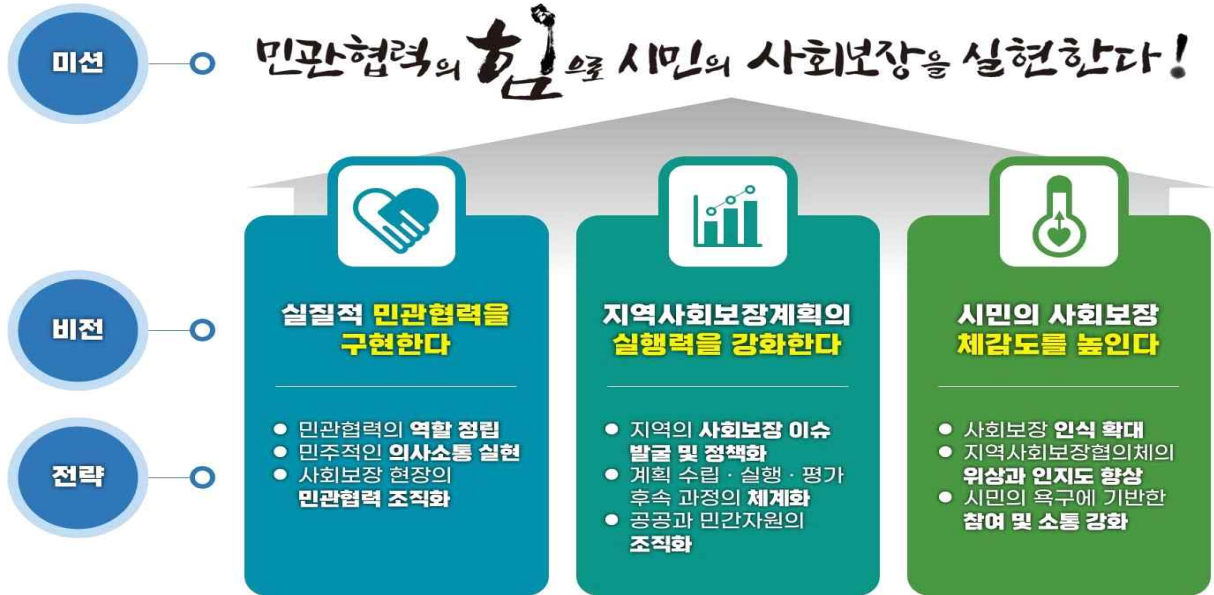 미션
민관협력의 힘으로 시민의 사회보장을 실현한다!
비전
실질적 민관협력을
구현한다
지역사회보장계획의
실행력을 강화한다
시민의 사회보장
체감도를 높인다
전략
● 민관협력의 역할 정립
● 민주적인 의사소통 실현
● 사회보장 현장의
민관협력 조직화
● 지역의 사회보장 이슈
발굴 및 정책화
● 계획 수립 · 실행 · 평가
후속 과정의 체계화
● 공공과 민간자원의
조직화
● 사회보장 인식 확대
● 지역사회보장협의체의
위상과 인지도 향상
● 시민의 욕구에 기반한
참여 및 소통 강화